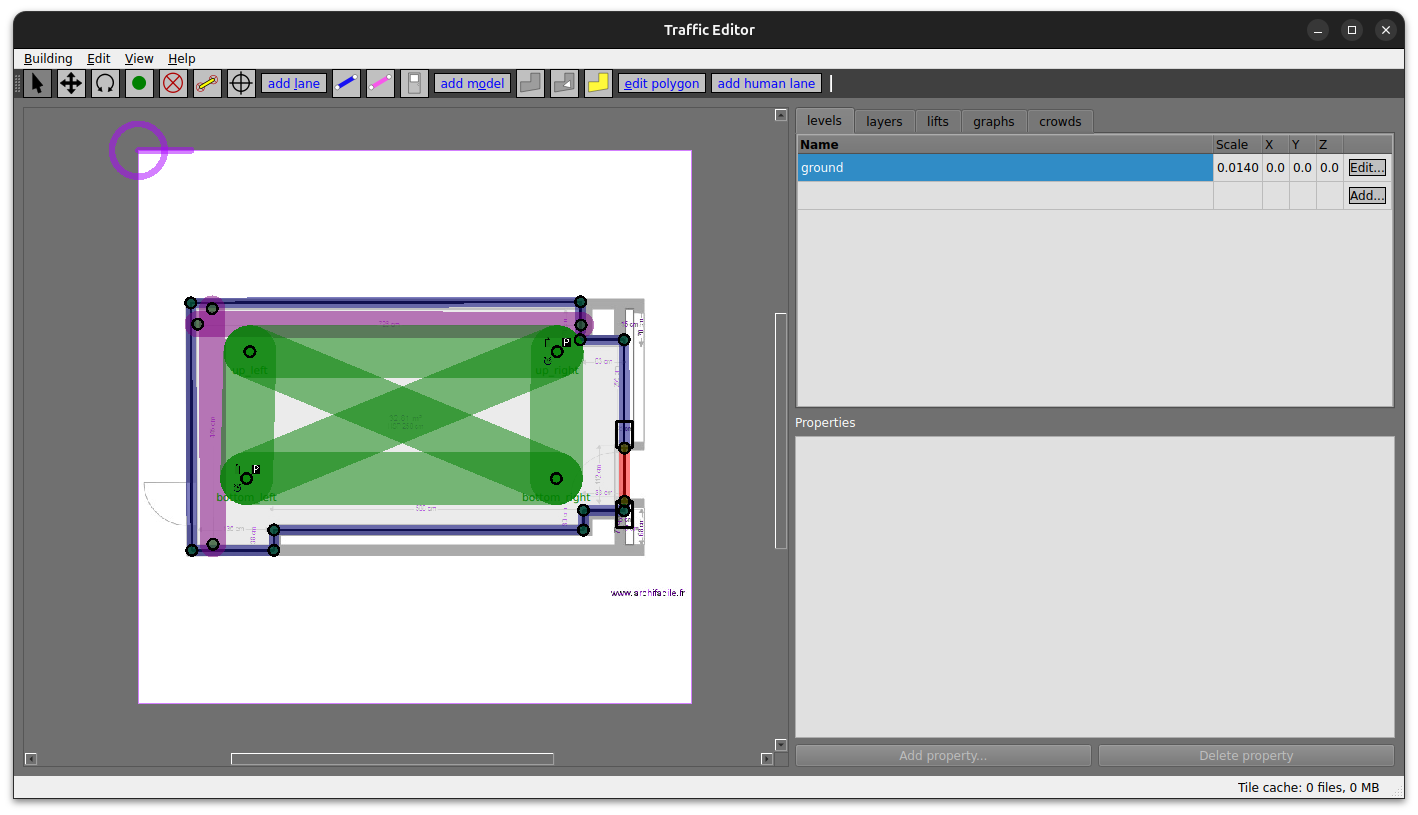 Traffic Editor
Building Edit View Help
add lane add model edit polygon add human lane
levels layers lifts graphs crowds
Name Scale X Y Z
ground 0.0140 0.0 0.0 0.0 Edit...
Add...
up_left
up_right
P
P
bottom_left
bottom_right
www.archifacile.fr
Properties
Add property... Delete property
Tile cache: 0 files, 0 MB